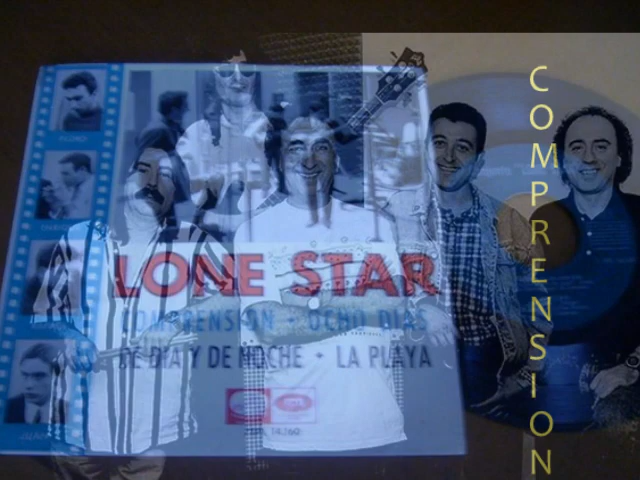 LONE STAR
COMPRENSION · OCHO DIAS
DE DIA Y DE NOCHE · LA PLAYA
COMPRENSION